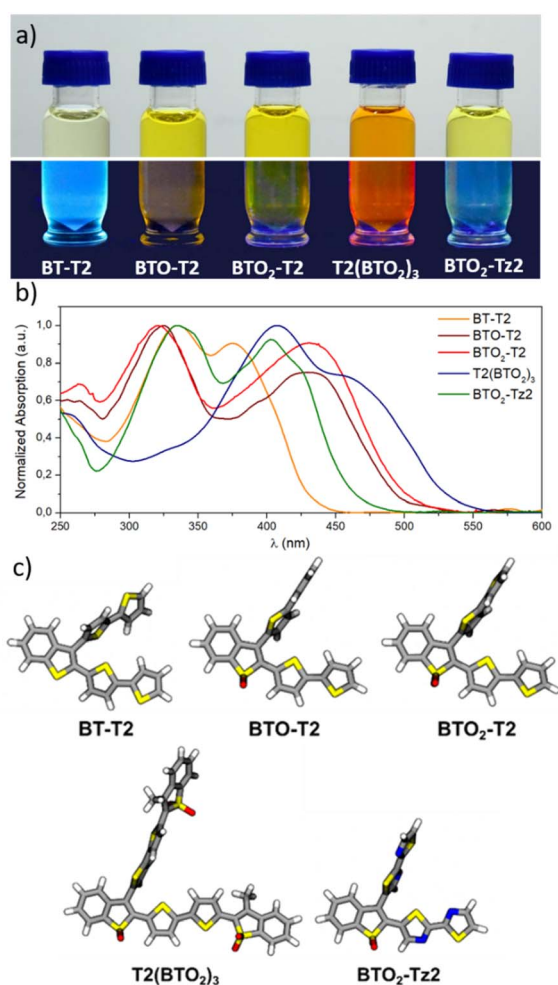 a)
BT-T2 BTO-T2 BTO₂-T2 T2(BTO₂)₃ BTO₂-Tz2
b)
Normalized Absorption (a.u.)
1,0
0,8
0,6
0,4
0,2
0,0
BT-T2
BTO-T2
BTO₂-T2
T2(BTO₂)₃
BTO₂-Tz2
250 300 350 400 450 500 550 600
λ (nm)
c)
BT-T2 BTO-T2 BTO₂-T2
T2(BTO₂)₃ BTO₂-Tz2